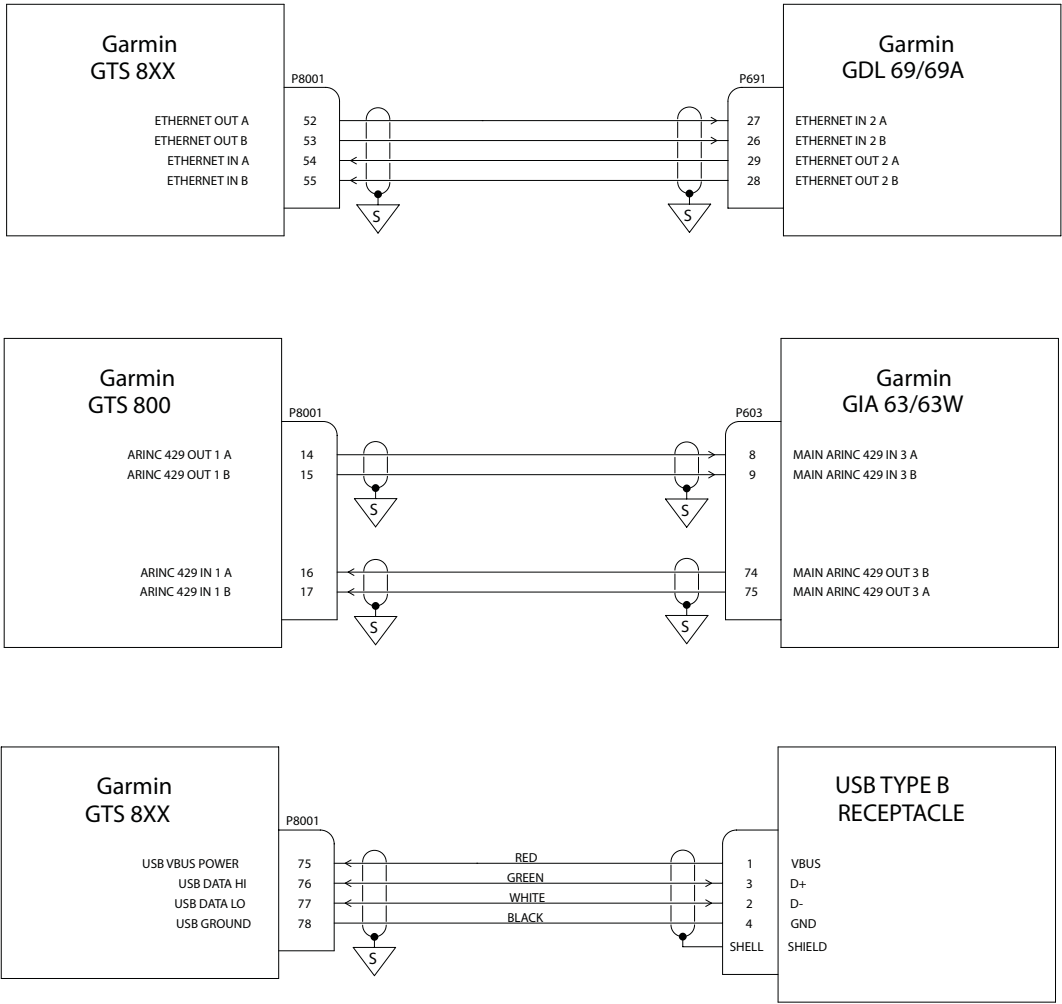 Garmin
GTS 8XX
Garmin
GDL 69/69A
P8001
P691
ETHERNET OUT A 52 27 ETHERNET IN 2 A
ETHERNET OUT B 53 26 ETHERNET IN 2 B
ETHERNET IN A 54 29 ETHERNET OUT 2 A
ETHERNET IN B 55 28 ETHERNET OUT 2 B
S S
Garmin
GTS 800
Garmin
GIA 63/63W
P8001
P603
ARINC 429 OUT 1 A 14 8 MAIN ARINC 429 IN 3 A
ARINC 429 OUT 1 B 15 9 MAIN ARINC 429 IN 3 B
S S
ARINC 429 IN 1 A 16 74 MAIN ARINC 429 OUT 3 B
ARINC 429 IN 1 B 17 75 MAIN ARINC 429 OUT 3 A
S S
Garmin
GTS 8XX
USB TYPE B
RECEPTACLE
P8001
USB VBUS POWER 75 RED 1 VBUS
USB DATA HI 76 GREEN 3 D+
USB DATA LO 77 WHITE 2 D-
USB GROUND 78 BLACK 4 GND
SHELL SHIELD
S